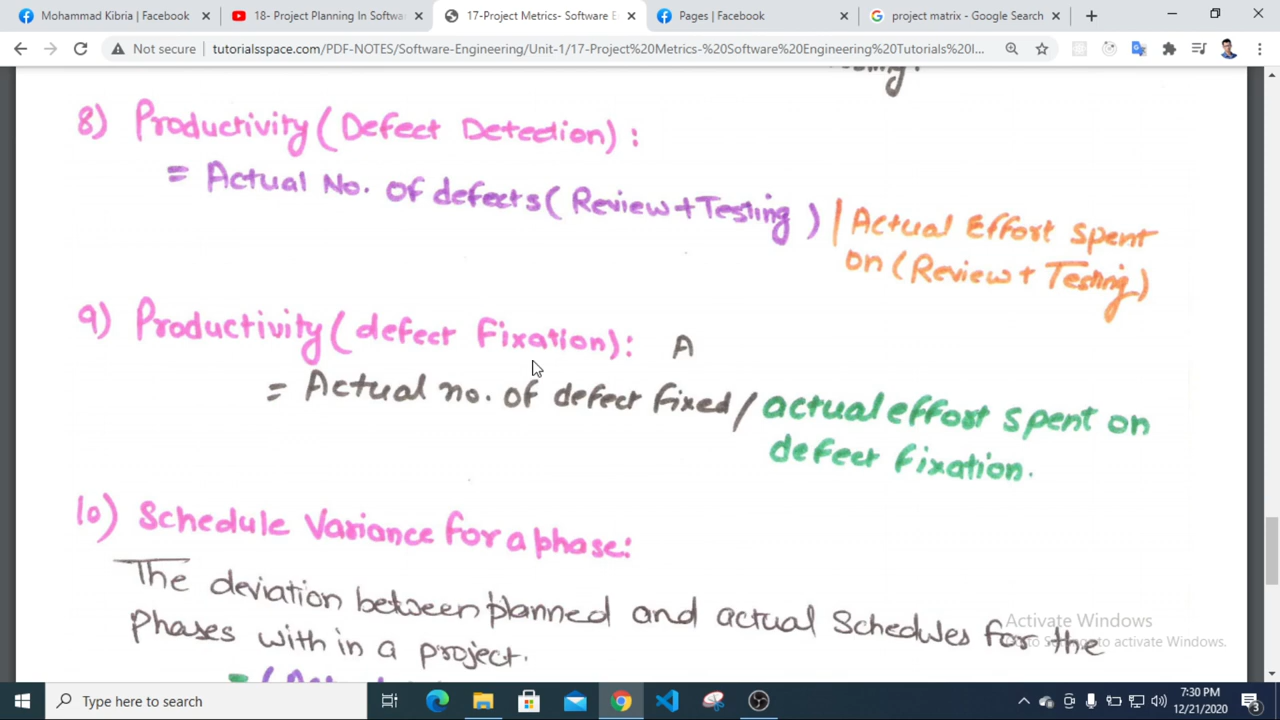 Mohammad Kibria | Facebook
18- Project Planning In Softwa
17-Project Metrics- Software E
Pages | Facebook
project matrix - Google Search
Not secure | tutorialsspace.com/PDF-NOTES/Software-Engineering/Unit-1/17-Project%20Metrics-%20Software%20Engineering%20Tutorials%20I...
Testing.
8) Productivity (Defect Detection) :
= Actual No. of defects (Review + Testing) | Actual Effort spent
on (Review + Testing)
9) Productivity (defect Fixation): A
= Actual no. of defect fixed / actual effort spent on
defect fixation.
10) Schedule Variance for a phase:
The deviation between planned and actual Schedules for the
phases with in a project.
Activate Windows
Go to Settings to activate Windows.
Type here to search
7:30 PM
12/21/2020
3